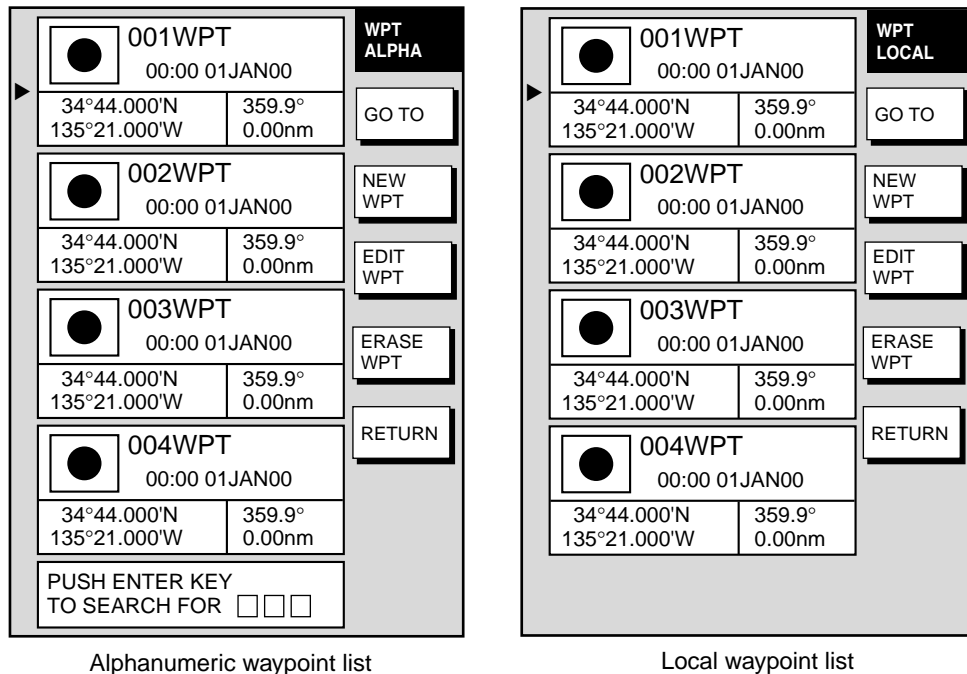 001WPT
00:00 01JAN00
34°44.000'N 359.9°
135°21.000'W 0.00nm
002WPT
00:00 01JAN00
34°44.000'N 359.9°
135°21.000'W 0.00nm
003WPT
00:00 01JAN00
34°44.000'N 359.9°
135°21.000'W 0.00nm
004WPT
00:00 01JAN00
34°44.000'N 359.9°
135°21.000'W 0.00nm
PUSH ENTER KEY
TO SEARCH FOR
WPT
ALPHA
GO TO
NEW
WPT
EDIT
WPT
ERASE
WPT
RETURN
Alphanumeric waypoint list
001WPT
00:00 01JAN00
34°44.000'N 359.9°
135°21.000'W 0.00nm
002WPT
00:00 01JAN00
34°44.000'N 359.9°
135°21.000'W 0.00nm
003WPT
00:00 01JAN00
34°44.000'N 359.9°
135°21.000'W 0.00nm
004WPT
00:00 01JAN00
34°44.000'N 359.9°
135°21.000'W 0.00nm
WPT
LOCAL
GO TO
NEW
WPT
EDIT
WPT
ERASE
WPT
RETURN
Local waypoint list